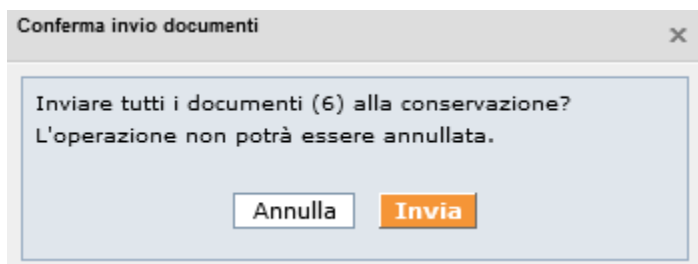 Conferma invio documenti
Inviare tutti i documenti (6) alla conservazione?
L'operazione non potrà essere annullata.
Annulla Invia